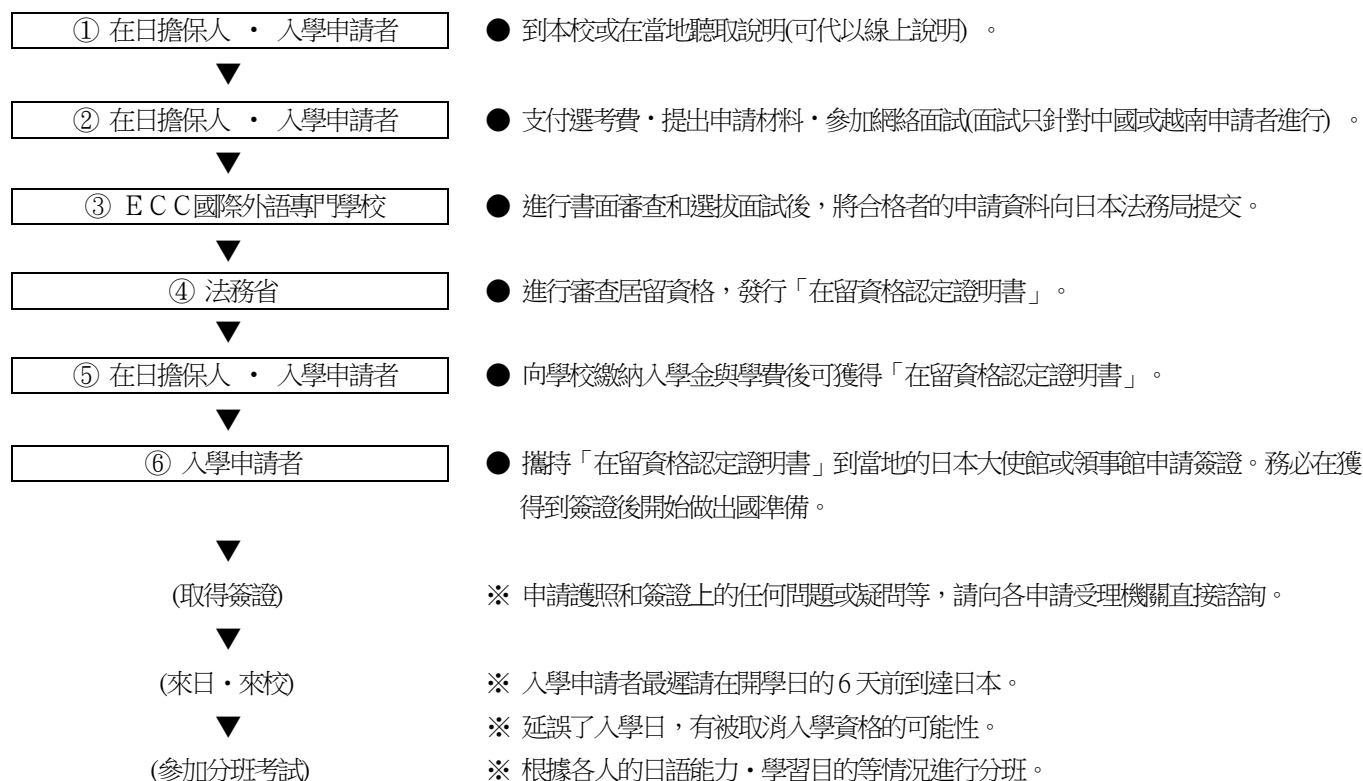 ① 在日擔保人 ・ 入學申請者 ● 到本校或在當地聽取說明(可代以線上說明) 。
▼
② 在日擔保人 ・ 入學申請者 ● 支付選考費・提出申請材料・參加網絡面試(面試只針對中國或越南申請者進行) 。
▼
③ ＥＣＣ國際外語專門學校 ● 進行書面審查和選拔面試後，將合格者的申請資料向日本法務局提交。
▼
④ 法務省 ● 進行審查居留資格，發行「在留資格認定證明書」。
▼
⑤ 在日擔保人 ・ 入學申請者 ● 向學校繳納入學金與學費後可獲得「在留資格認定證明書」。
▼
⑥ 入學申請者 ● 攜持「在留資格認定證明書」到當地的日本大使館或領事館申請簽證。務必在獲
得到簽證後開始做出國準備。
▼
(取得簽證) ※ 申請護照和簽證上的任何問題或疑問等，請向各申請受理機關直接諮詢。
▼
(來日・來校) ※ 入學申請者最遲請在開學日的６天前到達日本。
▼ ※ 延誤了入學日，有被取消入學資格的可能性。
(參加分班考試) ※ 根據各人的日語能力・學習目的等情況進行分班。